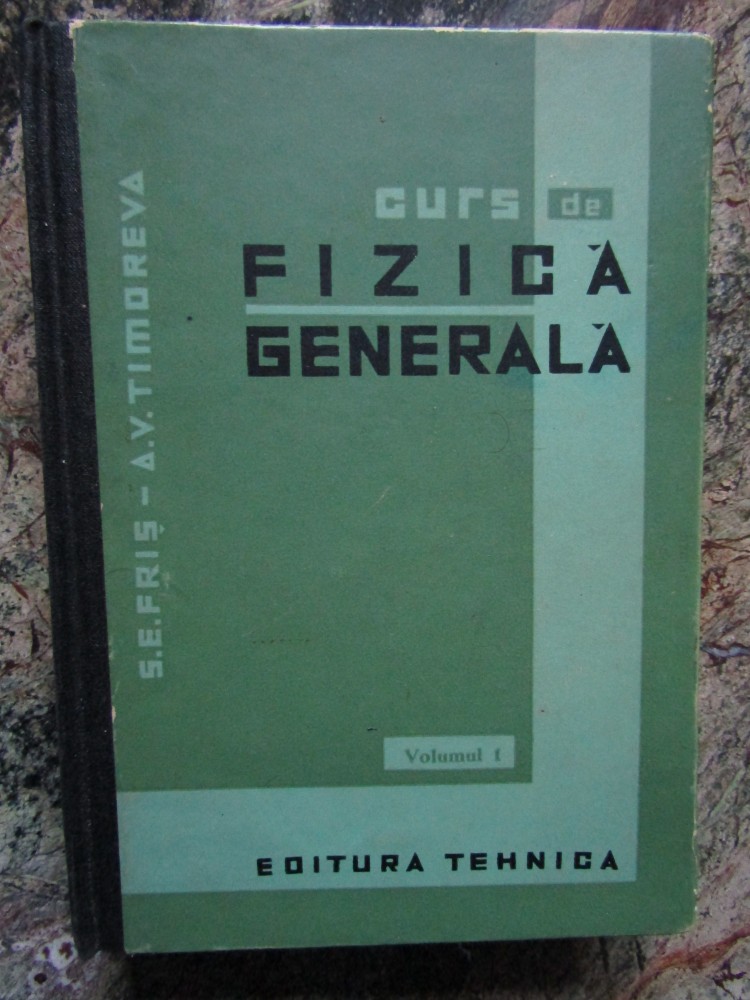 curs de
FIZICĂ
GENERALĂ
S.E.FRIȘ – A.V.TIMOREVA
Volumul 1
EDITURA TEHNICA